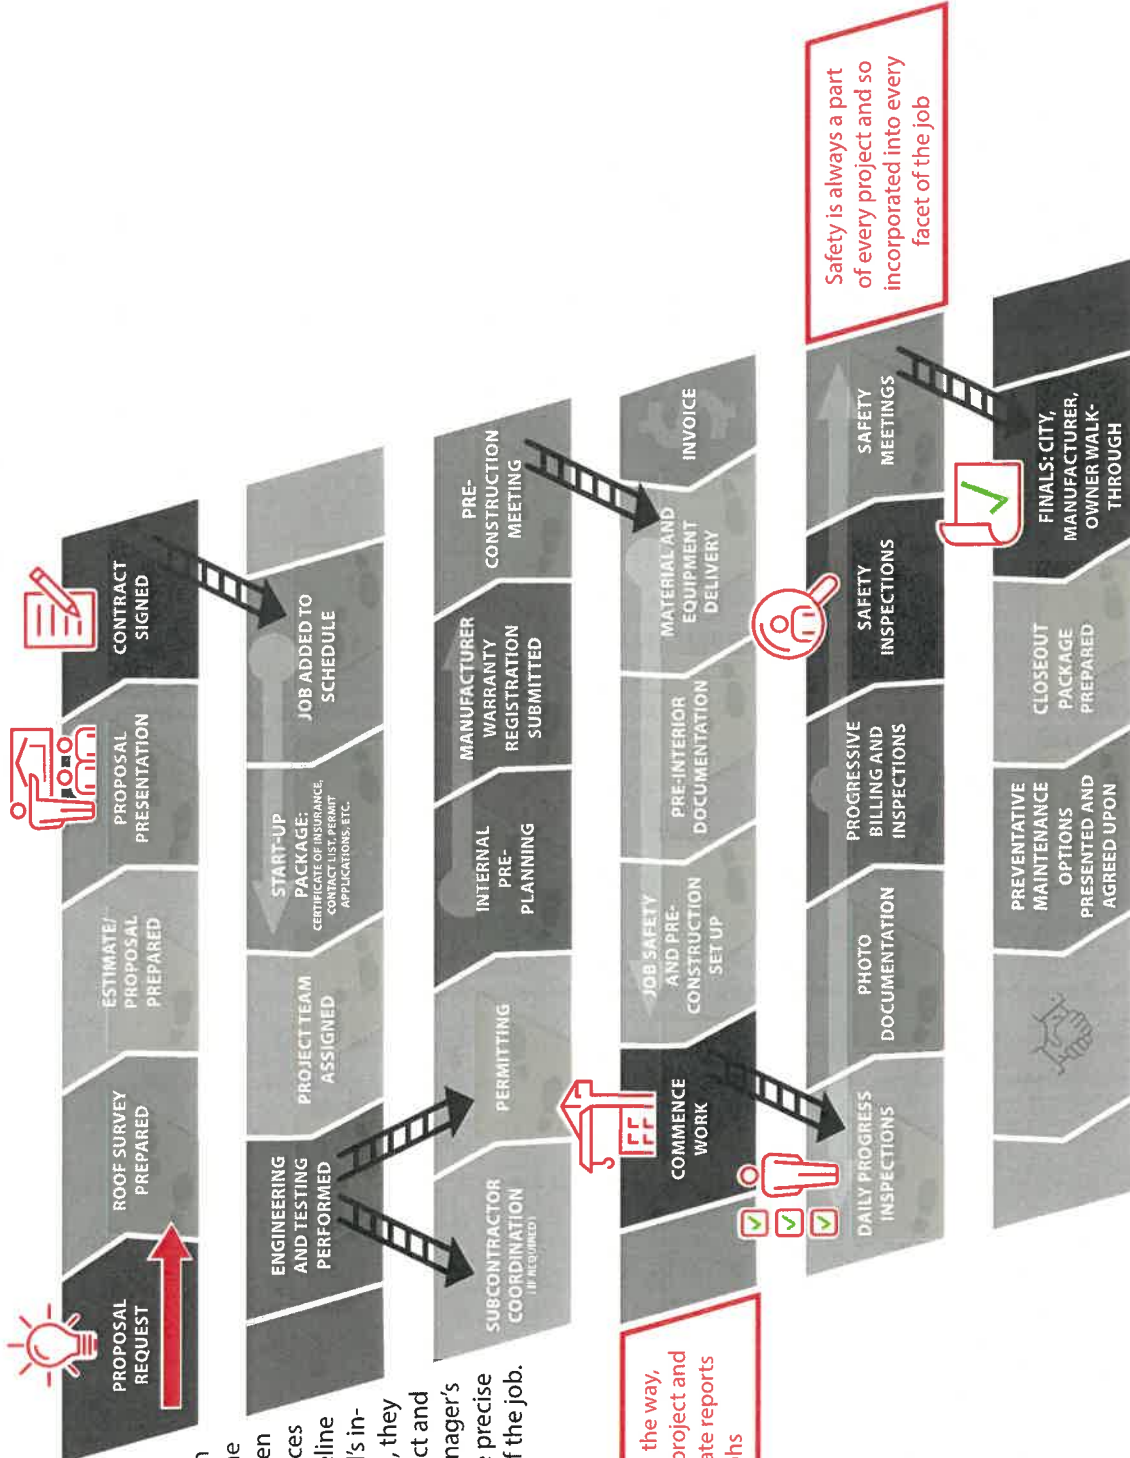 PROPOSAL
REQUEST
ROOF SURVEY
PREPARED
ESTIMATE/
PROPOSAL
PREPARED
PROPOSAL
PRESENTATION
CONTRACT
SIGNED
ENGINEERING
AND TESTING
PERFORMED
PROJECT TEAM
ASSIGNED
START-UP
PACKAGE:
CERTIFICATE OF INSURANCE,
CONTACT LIST, PERMIT
APPLICATIONS, ETC.
JOB ADDED TO
SCHEDULE
SUBCONTRACTOR
COORDINATION
(IF REQUIRED)
PERMITTING
INTERNAL
PRE-
PLANNING
MANUFACTURER
WARRANTY
REGISTRATION
SUBMITTED
PRE-
CONSTRUCTION
MEETING
COMMENCE
WORK
JOB SAFETY
AND PRE-
CONSTRUCTION
SET UP
PRE-INTERIOR
DOCUMENTATION
MATERIAL AND
EQUIPMENT
DELIVERY
INVOICE
DAILY PROGRESS
INSPECTIONS
PHOTO
DOCUMENTATION
PROGRESSIVE
BILLING AND
INSPECTIONS
SAFETY
INSPECTIONS
SAFETY
MEETINGS
Safety is always a part
of every project and so
incorporated into every
facet of the job
PREVENTATIVE
MAINTENANCE
OPTIONS
PRESENTED AND
AGREED UPON
CLOSEOUT
PACKAGE
PREPARED
FINALS: CITY,
MANUFACTURER,
OWNER WALK-
THROUGH
n
ne
en
ces
eline
l's in-
, they
ct and
nager's
e precise
f the job.
the way,
project and
ate reports
hs